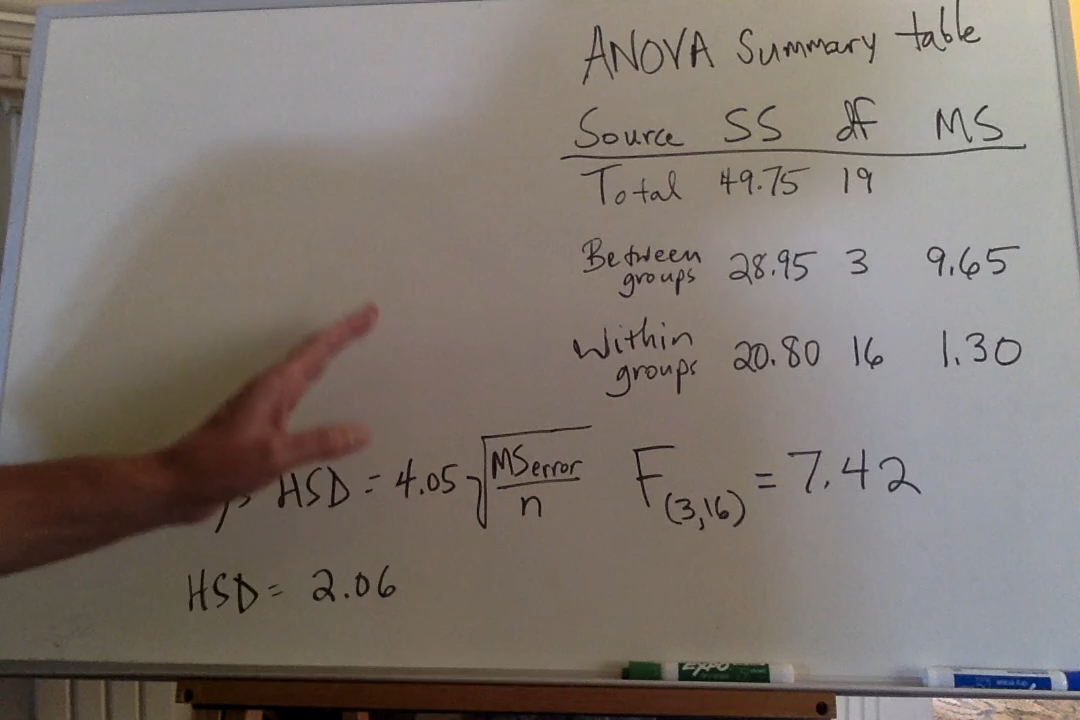 ANOVA Summary table
Source SS df MS
Total 49.75 19
Between groups 28.95 3 9.65
Within groups 20.80 16 1.30
HSD = 4.05 √(MSerror / n)
F(3,16) = 7.42
HSD = 2.06
EXPO